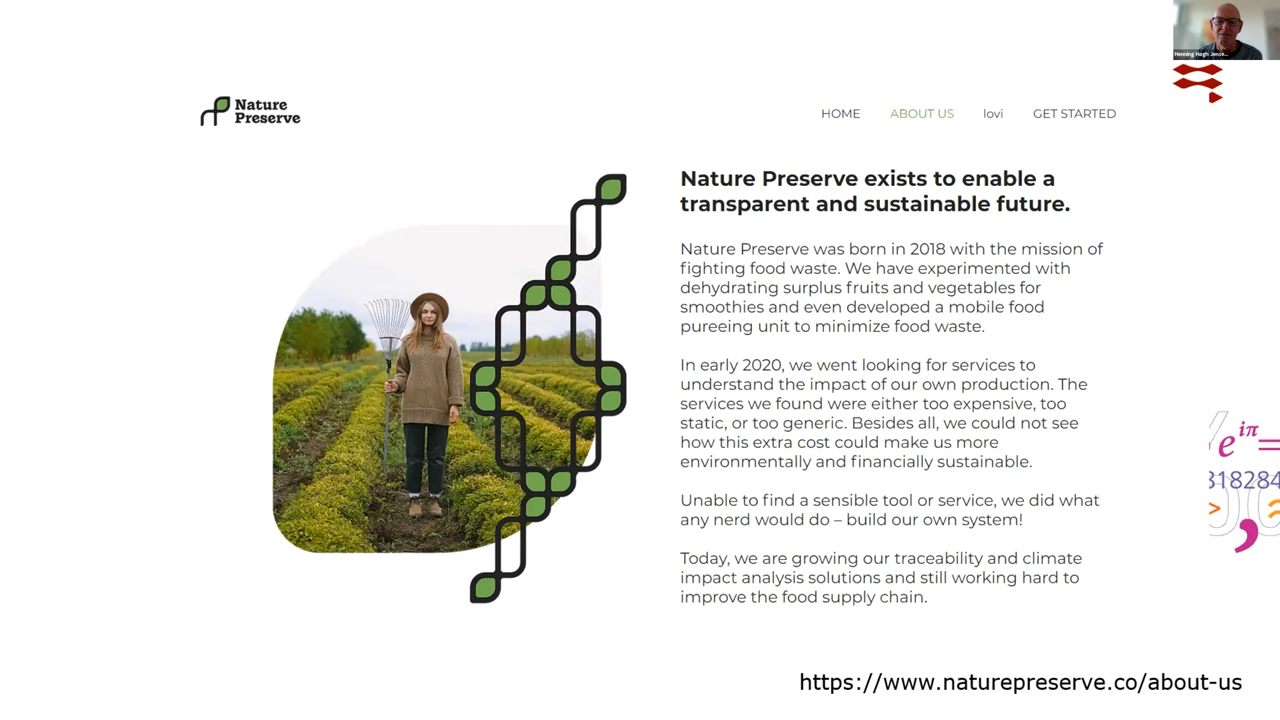 Henning Høgh Jense...
Nature
Preserve
HOME ABOUT US lovi GET STARTED
Nature Preserve exists to enable a
transparent and sustainable future.
Nature Preserve was born in 2018 with the mission of
fighting food waste. We have experimented with
dehydrating surplus fruits and vegetables for
smoothies and even developed a mobile food
pureeing unit to minimize food waste.
In early 2020, we went looking for services to
understand the impact of our own production. The
services we found were either too expensive, too
static, or too generic. Besides all, we could not see
how this extra cost could make us more
environmentally and financially sustainable.
Unable to find a sensible tool or service, we did what
any nerd would do – build our own system!
Today, we are growing our traceability and climate
impact analysis solutions and still working hard to
improve the food supply chain.
e^iπ=
818284
>
,
https://www.naturepreserve.co/about-us